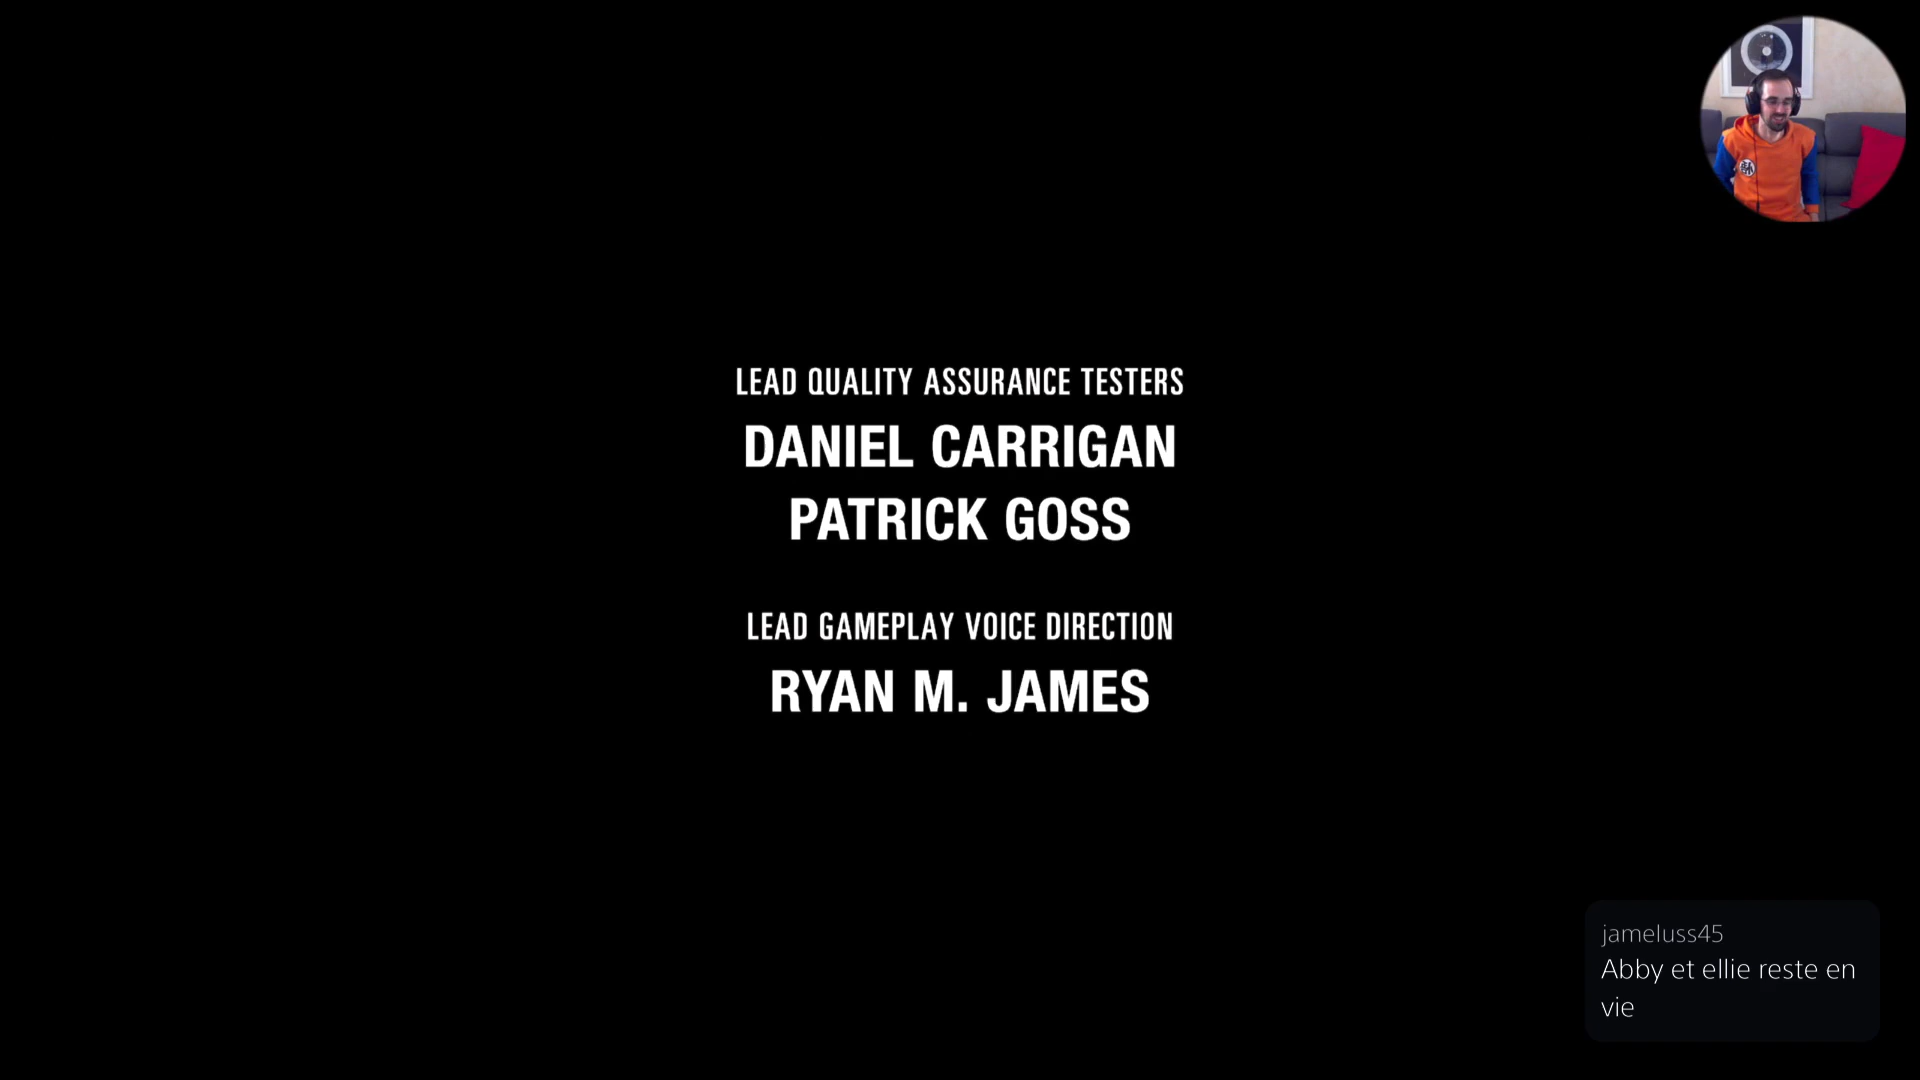 LEAD QUALITY ASSURANCE TESTERS
DANIEL CARRIGAN
PATRICK GOSS
LEAD GAMEPLAY VOICE DIRECTION
RYAN M. JAMES
jameluss45
Abby et ellie reste en
vie